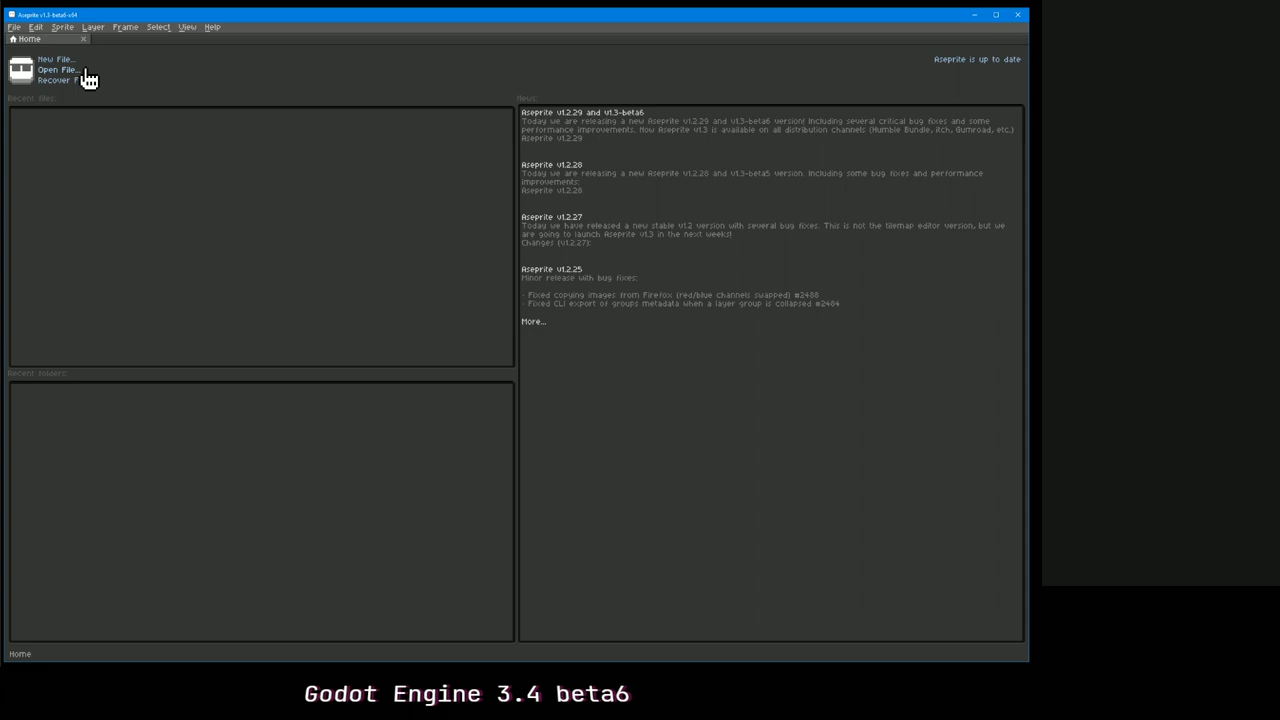 Aseprite v1.3-beta6-x64
File Edit Sprite Layer Frame Select View Help
Home
New File...
Open File...
Recover F
Aseprite is up to date
Recent files:
News:
Aseprite v1.2.29 and v1.3-beta6
Today we are releasing a new Aseprite v1.2.29 and v1.3-beta6 version! Including several critical bug fixes and some
performance improvements. Now Aseprite v1.3 is available on all distribution channels (Humble Bundle, itch, Gumroad, etc.)
Aseprite v1.2.29
Aseprite v1.2.28
Today we are releasing a new Aseprite v1.2.28 and v1.3-beta5 version. Including some bug fixes and performance
improvements:
Aseprite v1.2.28
Aseprite v1.2.27
Today we have released a new stable v1.2 version with several bug fixes. This is not the tilemap editor version, but we
are going to launch Aseprite v1.3 in the next weeks!
Changes (v1.2.27):
Aseprite v1.2.25
Minor release with bug fixes:
- Fixed copying images from Firefox (red/blue channels swapped) #2488
- Fixed CLI export of groups metadata when a layer group is collapsed #2484
More...
Recent folders:
Home
Godot Engine 3.4 beta6